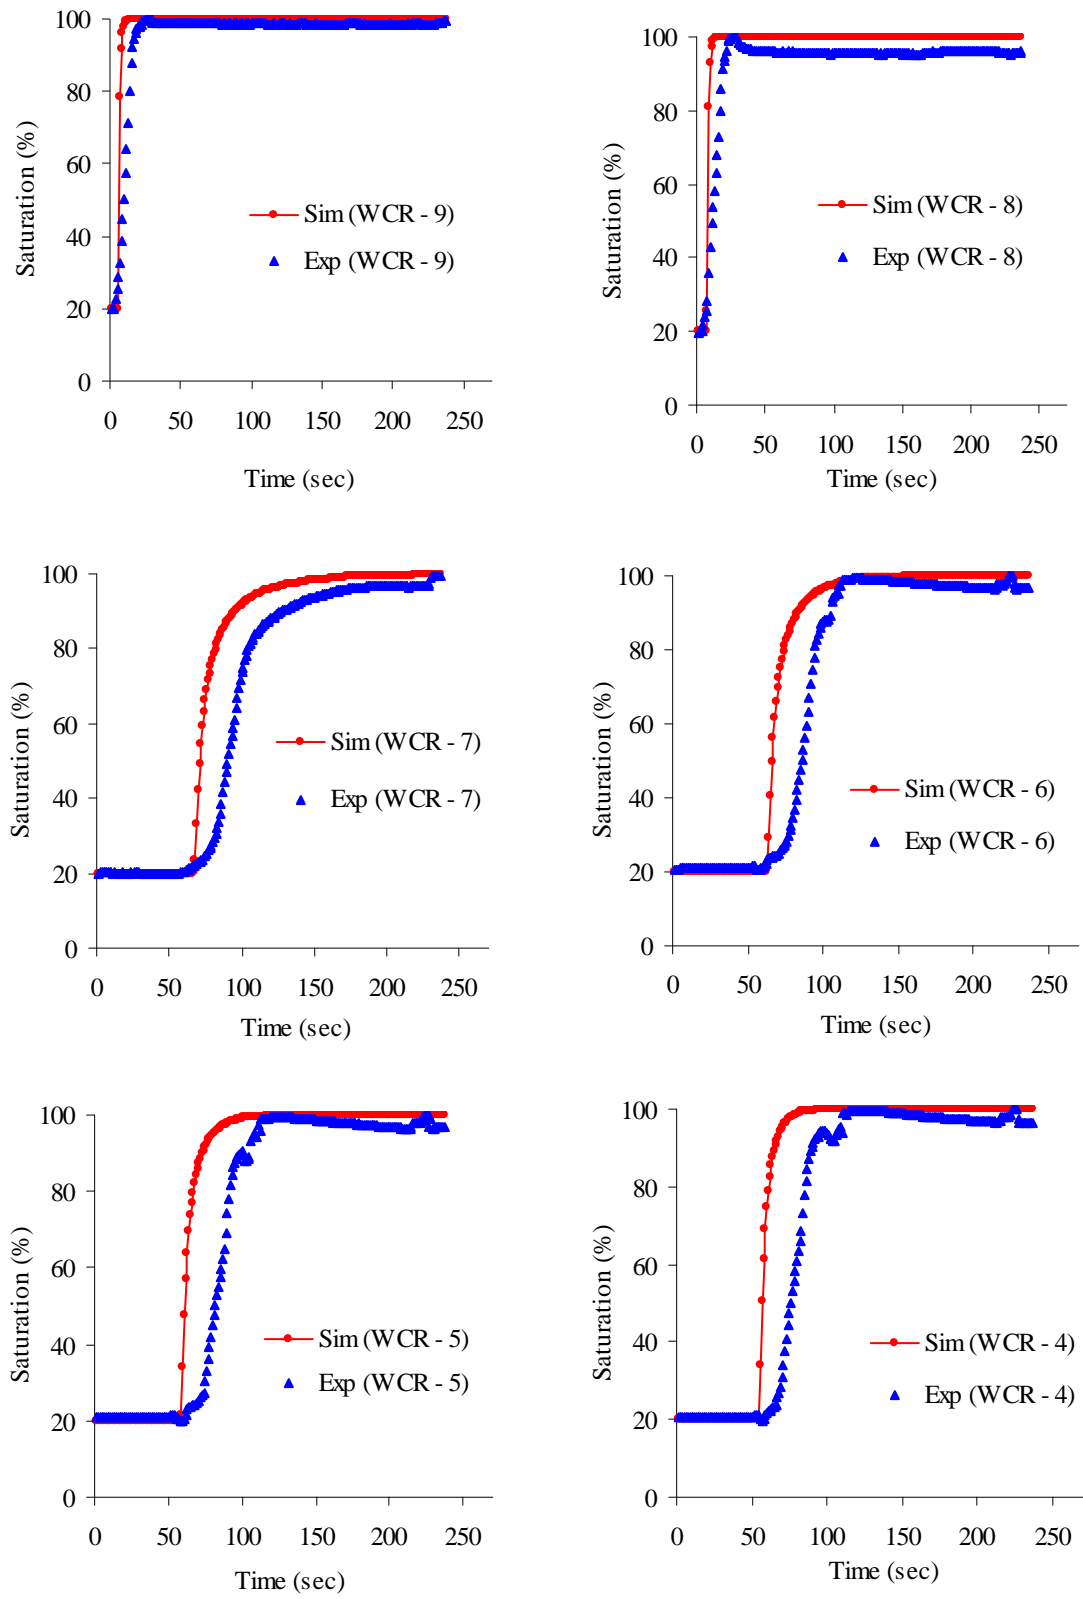 Saturation (%)
100
80
60
40
20
0
Sim (WCR - 9)
Exp (WCR - 9)
0 50 100 150 200 250
Time (sec)
Saturation (%)
100
80
60
40
20
0
Sim (WCR - 8)
Exp (WCR - 8)
0 50 100 150 200 250
Time (sec)
Saturation (%)
100
80
60
40
20
0
Sim (WCR - 7)
Exp (WCR - 7)
0 50 100 150 200 250
Time (sec)
Saturation (%)
100
80
60
40
20
0
Sim (WCR - 6)
Exp (WCR - 6)
0 50 100 150 200 250
Time (sec)
Saturation (%)
100
80
60
40
20
0
Sim (WCR - 5)
Exp (WCR - 5)
0 50 100 150 200 250
Time (sec)
Saturation (%)
100
80
60
40
20
0
Sim (WCR - 4)
Exp (WCR - 4)
0 50 100 150 200 250
Time (sec)